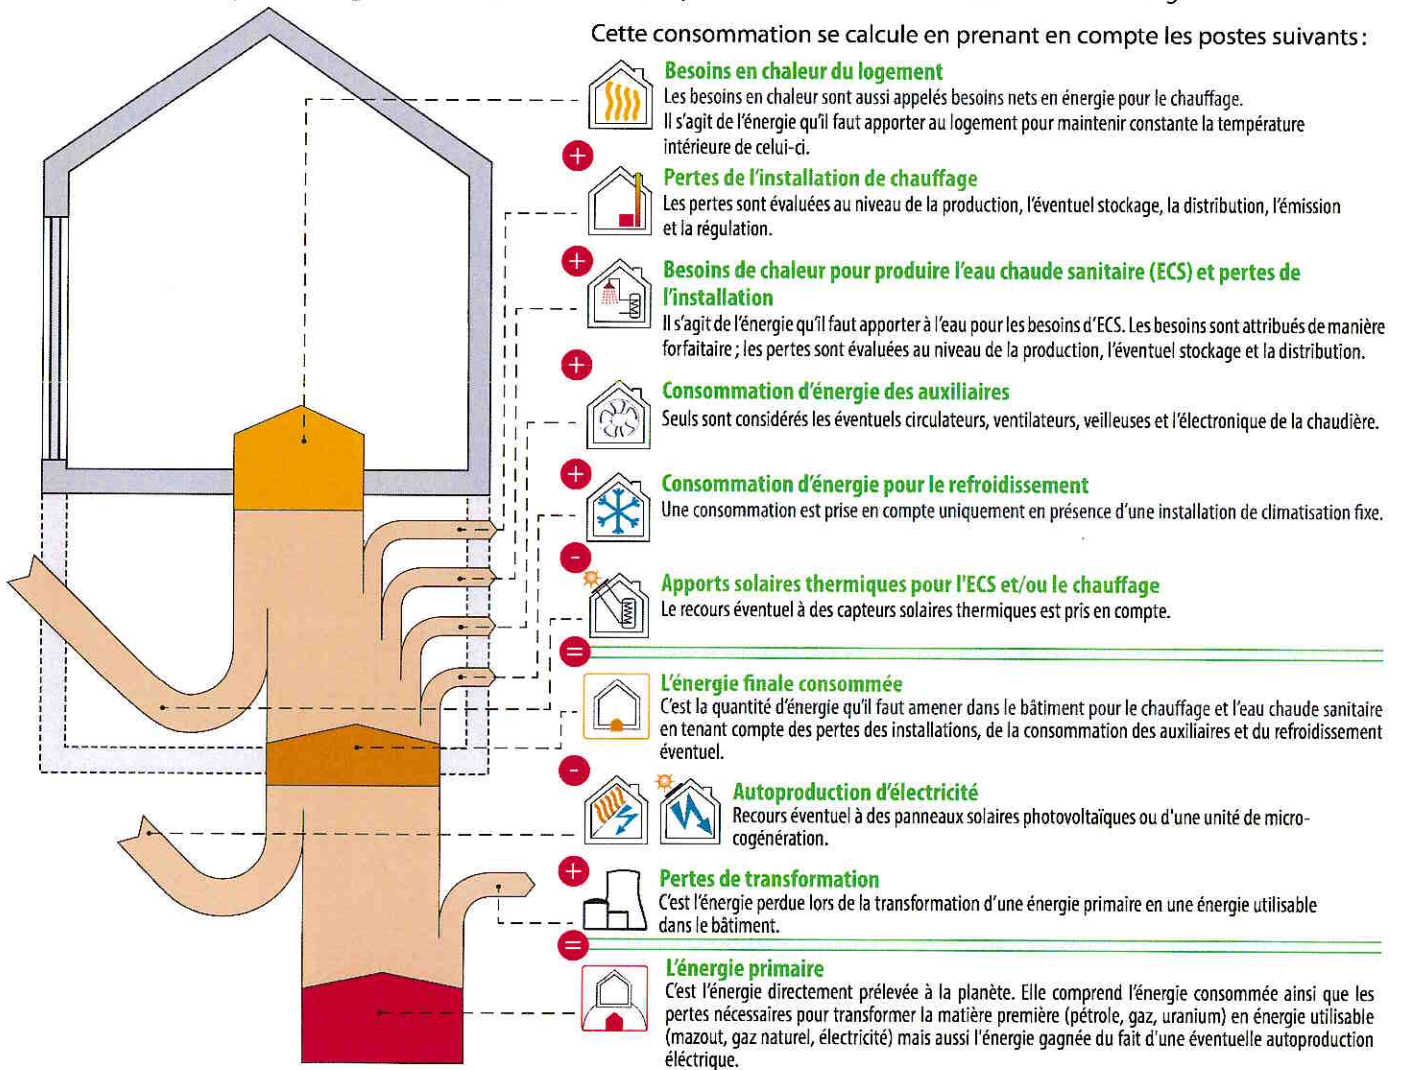 Cette consommation se calcule en prenant en compte les postes suivants :
Besoins en chaleur du logement
Les besoins en chaleur sont aussi appelés besoins nets en énergie pour le chauffage.
Il s'agit de l'énergie qu'il faut apporter au logement pour maintenir constante la température
intérieure de celui-ci.
+
Pertes de l'installation de chauffage
Les pertes sont évaluées au niveau de la production, l'éventuel stockage, la distribution, l'émission
et la régulation.
+
Besoins de chaleur pour produire l'eau chaude sanitaire (ECS) et pertes de
l'installation
Il s'agit de l'énergie qu'il faut apporter à l'eau pour les besoins d'ECS. Les besoins sont attribués de manière
forfaitaire ; les pertes sont évaluées au niveau de la production, l'éventuel stockage et la distribution.
+
Consommation d'énergie des auxiliaires
Seuls sont considérés les éventuels circulateurs, ventilateurs, veilleuses et l'électronique de la chaudière.
+
Consommation d'énergie pour le refroidissement
Une consommation est prise en compte uniquement en présence d'une installation de climatisation fixe.
-
Apports solaires thermiques pour l'ECS et/ou le chauffage
Le recours éventuel à des capteurs solaires thermiques est pris en compte.
=
L'énergie finale consommée
C'est la quantité d'énergie qu'il faut amener dans le bâtiment pour le chauffage et l'eau chaude sanitaire
en tenant compte des pertes des installations, de la consommation des auxiliaires et du refroidissement
éventuel.
-
Autoproduction d'électricité
Recours éventuel à des panneaux solaires photovoltaïques ou d'une unité de micro-
cogénération.
+
Pertes de transformation
C'est l'énergie perdue lors de la transformation d'une énergie primaire en une énergie utilisable
dans le bâtiment.
=
L'énergie primaire
C'est l'énergie directement prélevée à la planète. Elle comprend l'énergie consommée ainsi que les
pertes nécessaires pour transformer la matière première (pétrole, gaz, uranium) en énergie utilisable
(mazout, gaz naturel, électricité) mais aussi l'énergie gagnée du fait d'une éventuelle autoproduction
éléctrique.